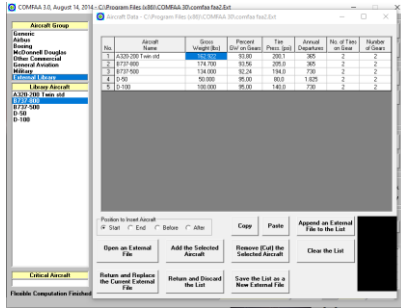 COMFAA 3.0, August 14, 2014 - C:\Program Files (x86)\COMFAA 30\comfaa faa2.Ext
Aircraft Group
Generic
Airbus
Boeing
McDonnell Douglas
Other Commercial
General Aviation
Military
External Library
Library Aircraft
A320-200 Twin std
B737-800
B737-500
D-50
D-100
Critical Aircraft
Flexible Computation Finished
Aircraft Data - C:\Program Files (x86)\COMFAA 30\comfaa faa2.Ext
No. Aircraft Name Gross Weight (lbs) Percent GW on Gears Tire Press. (psi) Annual Departures No. of Tires on Gear Number of Gears
1 A320-200 Twin std 162.922 93,80 200,1 365 2 2
2 B737-800 174.700 93,56 205,0 365 2 2
3 B737-500 134.000 92,24 194,0 730 2 2
4 D-50 50.000 95,00 80,0 1.825 2 2
5 D-100 100.000 95,00 140,0 730 2 2
Position to Insert Aircraft
Start End Before After
Copy
Paste
Append an External File to the List
Open an External File
Add the Selected Aircraft
Remove (Cut) the Selected Aircraft
Clear the List
Return and Replace the Current External File
Return and Discard the List
Save the List as a New External File